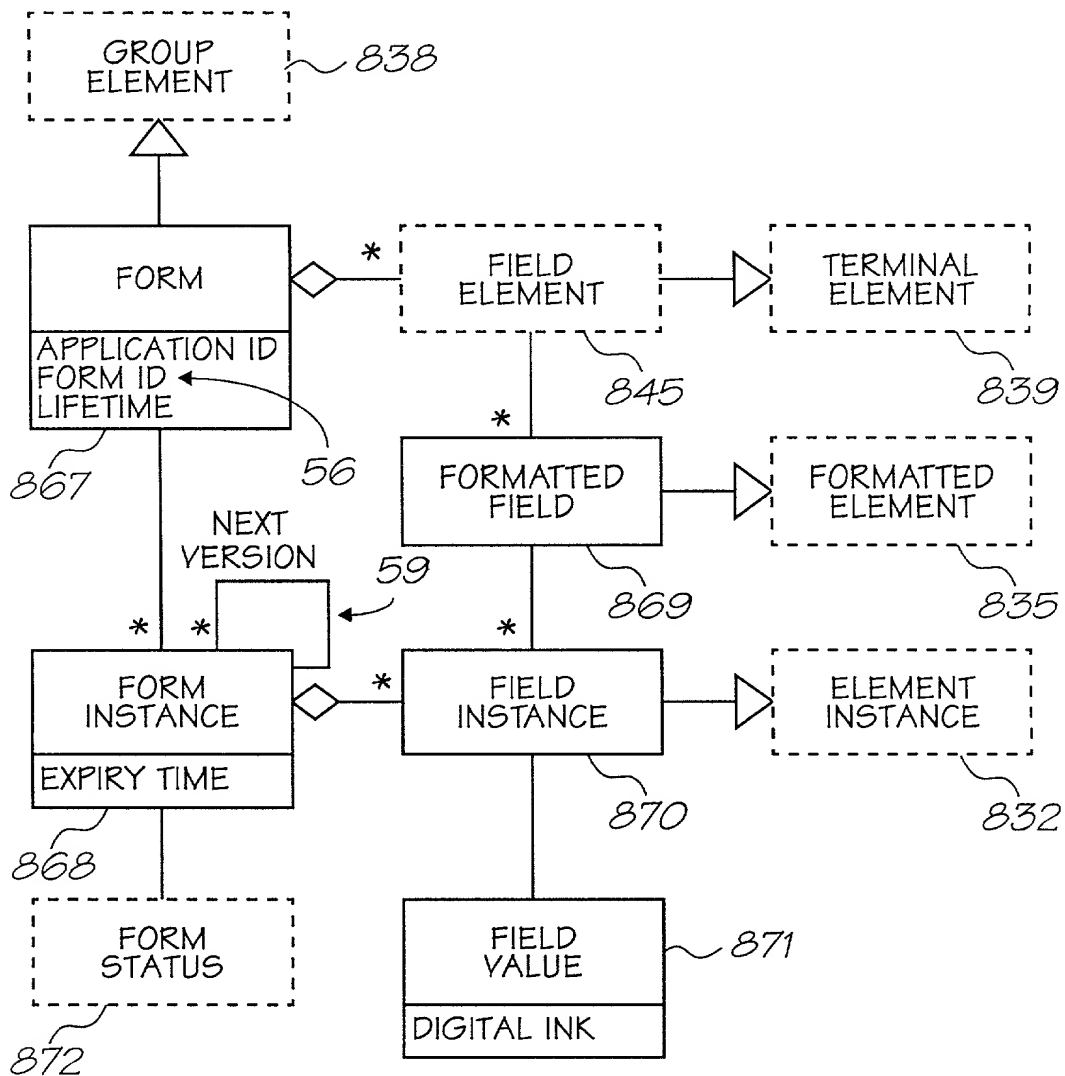 GROUP
ELEMENT
838
FORM
*
FIELD
ELEMENT
TERMINAL
ELEMENT
APPLICATION ID
FORM ID
LIFETIME
845
839
867
56
*
FORMATTED
FIELD
FORMATTED
ELEMENT
NEXT
VERSION
59
869
835
*
*
*
FORM
INSTANCE
*
FIELD
INSTANCE
ELEMENT
INSTANCE
EXPIRY TIME
870
832
868
FORM
STATUS
FIELD
VALUE
871
872
DIGITAL INK